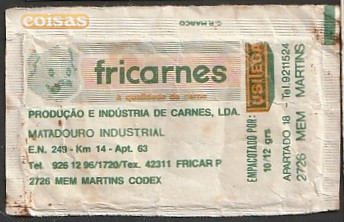 coisas
G.P. MARCO
fricarnes
a qualidade da carne
PRODUÇÃO E INDÚSTRIA DE CARNES, LDA.
MATADOURO INDUSTRIAL
E.N. 249 - Km 14 - Apt. 63
Tel. 926 12 96/1720/Tex. 42311 FRICAR P
2726 MEM MARTINS CODEX
EMPACOTADO POR:
10/12 grs
APARTADO 18 - Tel. 9211524
2726 MEM MARTINS